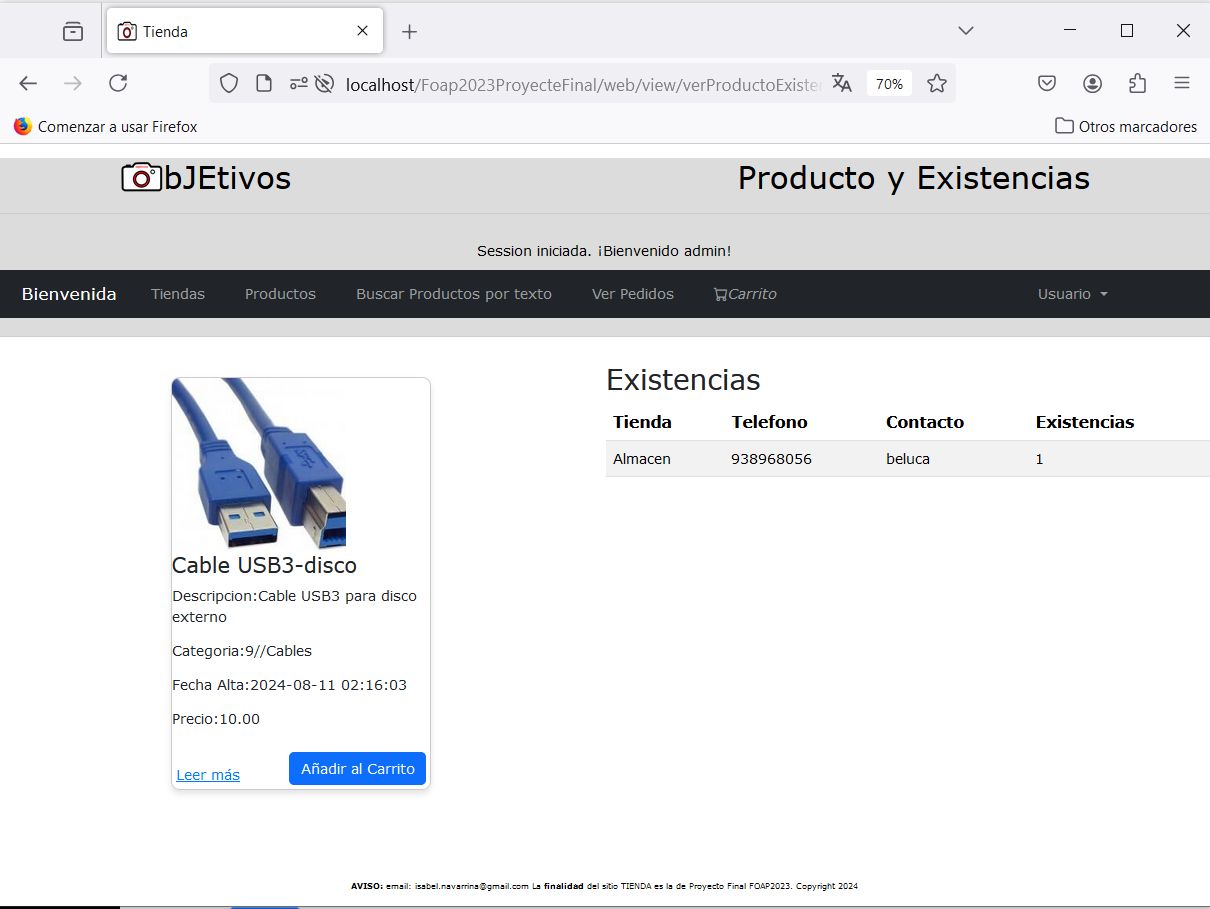 Tienda
localhost/Foap2023ProyecteFinal/web/view/verProductoExister
70%
Comenzar a usar Firefox
Otros marcadores
bJEtivos
Producto y Existencias
Session iniciada. ¡Bienvenido admin!
Bienvenida Tiendas Productos Buscar Productos por texto Ver Pedidos Carrito Usuario
Existencias
Tienda Telefono Contacto Existencias
Almacen 938968056 beluca 1
Cable USB3-disco
Descripcion:Cable USB3 para disco
externo
Categoria:9//Cables
Fecha Alta:2024-08-11 02:16:03
Precio:10.00
Leer más
Añadir al Carrito
AVISO: email: isabel.navarrina@gmail.com La finalidad del sitio TIENDA es la de Proyecto Final FOAP2023. Copyright 2024